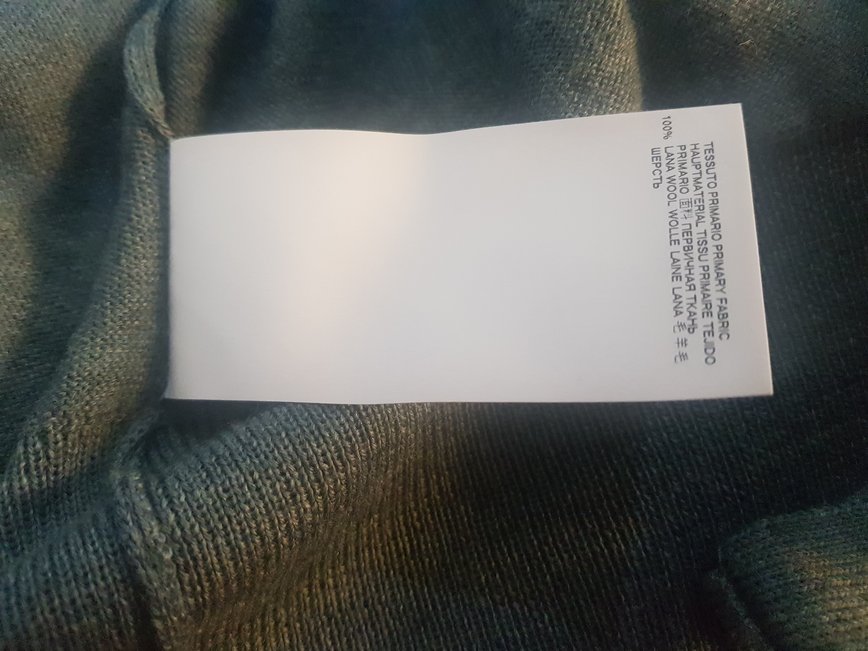 TESSUTO PRIMARIO PRIMARY FABRIC
HAUPTMATERIAL TISSU PRIMAIRE TEJIDO
PRIMARIO 面料 ПЕРВИЧНАЯ ТКАНЬ
100% LANA WOOL WOLLE LAINE LANA 毛 羊毛
ШЕРСТЬ